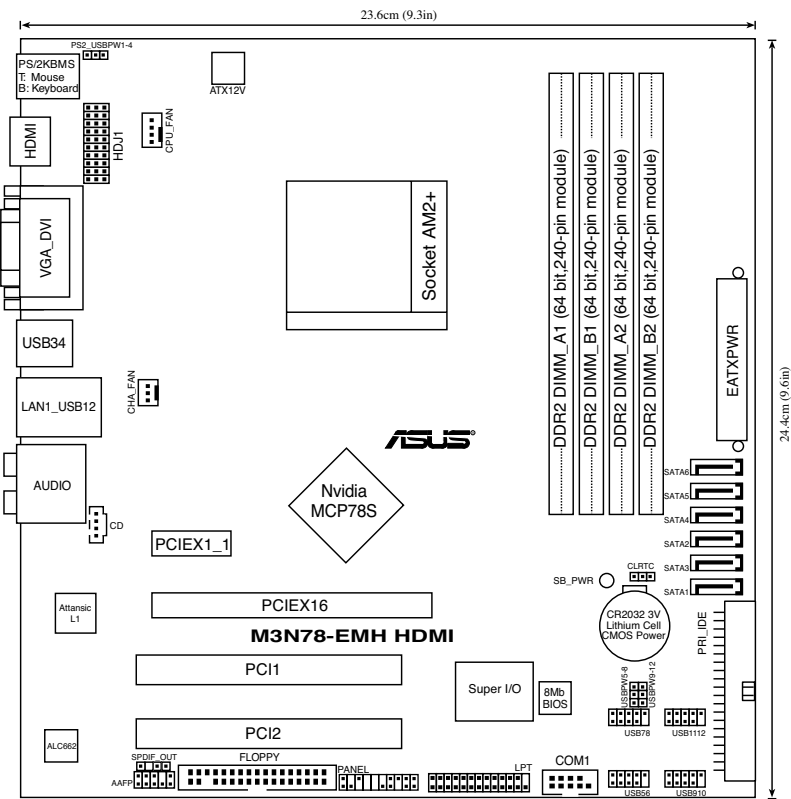 23.6cm (9.3in)
PS2_USBPW1-4
PS/2KBMS
T: Mouse
B: Keyboard
ATX12V
HDMI
HDJ1
CPU_FAN
VGA_DVI
Socket AM2+
DDR2 DIMM_A1 (64 bit,240-pin module)
DDR2 DIMM_B1 (64 bit,240-pin module)
DDR2 DIMM_A2 (64 bit,240-pin module)
DDR2 DIMM_B2 (64 bit,240-pin module)
EATXPWR
24.4cm (9.6in)
USB34
LAN1_USB12
CHA_FAN
ASUS
AUDIO
CD
Nvidia
MCP78S
SATA6
SATA5
SATA4
SATA2
SATA3
SATA1
PCIEX1_1
SB_PWR
CLRTC
Attansic
L1
PCIEX16
CR2032 3V
Lithium Cell
CMOS Power
PRI_IDE
M3N78-EMH HDMI
PCI1
Super I/O
8Mb
BIOS
USBPW5-8
USBPW9-12
USB78
USB1112
PCI2
ALC662
SPDIF_OUT
FLOPPY
AAFP
PANEL
LPT
COM1
USB56
USB910